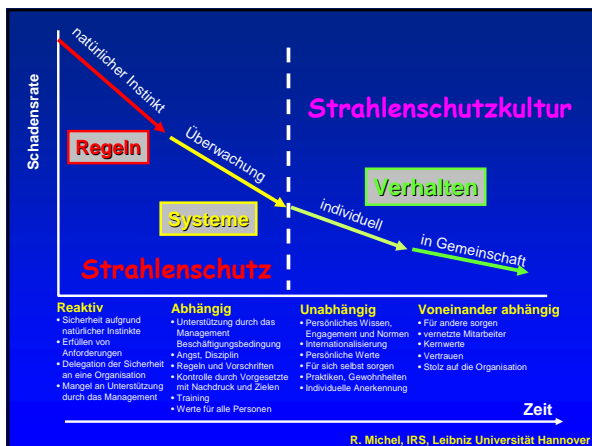 natürlicher Instinkt
Schadensrate
Strahlenschutzkultur
Regeln
Überwachung
Verhalten
Systeme
individuell
in Gemeinschaft
Strahlenschutz
Reaktiv
• Sicherheit aufgrund
natürlicher Instinkte
• Erfüllen von
Anforderungen
• Delegation der Sicherheit
an eine Organisation
• Mangel an Unterstützung
durch das Management
Abhängig
• Unterstützung durch das
Management
Beschäftigungsbedingung
• Angst, Disziplin
• Regeln und Vorschriften
• Kontrolle durch Vorgesetzte
mit Nachdruck und Zielen
• Training
• Werte für alle Personen
Unabhängig
• Persönliches Wissen,
Engagement und Normen
• Internationalisierung
• Persönliche Werte
• Für sich selbst sorgen
• Praktiken, Gewohnheiten
• Individuelle Anerkennung
Voneinander abhängig
• Für andere sorgen
• vernetzte Mitarbeiter
• Kernwerte
• Vertrauen
• Stolz auf die Organisation
Zeit
R. Michel, IRS, Leibniz Universität Hannover